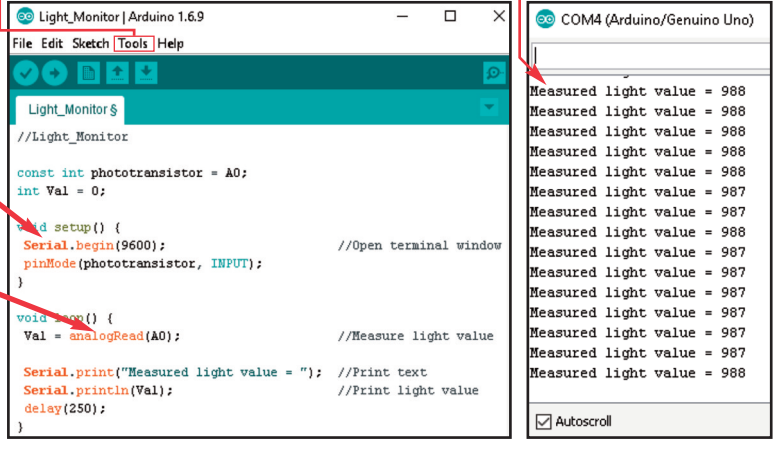 Light_Monitor | Arduino 1.6.9
File Edit Sketch Tools Help
Light_Monitor §
//Light_Monitor
const int phototransistor = A0;
int Val = 0;
void setup() {
Serial.begin(9600); //Open terminal window
pinMode(phototransistor, INPUT);
}
void loop() {
Val = analogRead(A0); //Measure light value
Serial.print("Measured light value = "); //Print text
Serial.println(Val); //Print light value
delay(250);
}
COM4 (Arduino/Genuino Uno)
Measured light value = 988
Measured light value = 988
Measured light value = 988
Measured light value = 988
Measured light value = 988
Measured light value = 987
Measured light value = 987
Measured light value = 988
Measured light value = 987
Measured light value = 987
Measured light value = 987
Measured light value = 987
Measured light value = 987
Measured light value = 987
Measured light value = 988
Autoscroll